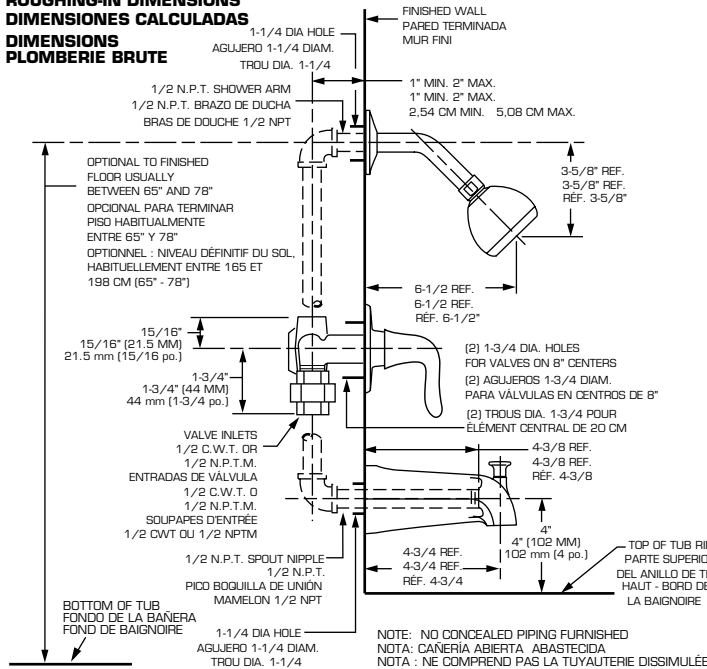 ROUGHING-IN DIMENSIONS
DIMENSIONES CALCULADAS
DIMENSIONS
PLOMBERIE BRUTE
1-1/4 DIA HOLE
AGUJERO 1-1/4 DIAM.
TROU DIA. 1-1/4
FINISHED WALL
PARED TERMINADA
MUR FINI
1/2 N.P.T. SHOWER ARM
1/2 N.P.T. BRAZO DE DUCHA
BRAS DE DOUCHE 1/2 NPT
1" MIN. 2" MAX.
1" MIN. 2" MAX.
2,54 CM MIN. 5,08 CM MAX.
OPTIONAL TO FINISHED
FLOOR USUALLY
BETVVEEN 65" AND 78"
OPCIONAL PARA TERMINAR
PISO HABITUALMENTE
ENTRE 65" Y 78"
OPTIONNEL : NIVEAU DÉFINITIF DU SOL,
HABITUELLEMENT ENTRE 165 ET
198 CM (65" - 78")
3-5/8" REF.
3-5/8" REF.
RÉF. 3-5/8"
6-1/2 REF.
6-1/2 REF.
RÉF. 6-1/2"
15/16"
15/16" (21.5 MM)
21.5 mm (15/16 po.)
1-3/4"
1-3/4" (44 MM)
44 mm (1-3/4 po.)
(2) 1-3/4 DIA. HOLES
FOR VALVES ON 8" CENTERS
(2) AGUJEROS 1-3/4 DIAM.
PARA VÁLVULAS EN CENTROS DE 8"
(2) TROUS DIA. 1-3/4 POUR
ÉLÉMENT CENTRAL DE 20 CM
VALVE INLETS
1/2 C.W.T. OR
1/2 N.P.T.M.
ENTRADAS DE VÁLVULA
1/2 C.W.T. O
1/2 N.P.T.M.
SOUPAPES D'ENTRÉE
1/2 CWT OU 1/2 NPTM
4-3/8 REF.
4-3/8 REF.
RÉF. 4-3/8
4"
4" (102 MM)
102 mm (4 po.)
1/2 N.P.T. SPOUT NIPPLE
1/2 N.P.T.
PICO BOQUILLA DE UNIÓN
MAMELON 1/2 NPT
4-3/4 REF.
4-3/4 REF.
RÉF. 4-3/4
TOP OF TUB
PARTE SUPERIO
DEL ANILLO DE
HAUT - BORD DE
LA BAIGNOIRE
BOTTOM OF TUB
FONDO DE LA BAÑERA
FOND DE BAIGNOIRE
1-1/4 DIA HOLE
AGUJERO 1-1/4 DIAM.
TROU DIA. 1-1/4
NOTE: NO CONCEALED PIPING FURNISHED
NOTA: CAÑERÍA ABIERTA ABASTECIDA
NOTA : NE COMPREND PAS LA TUYAUTERIE DISSIMULÉE